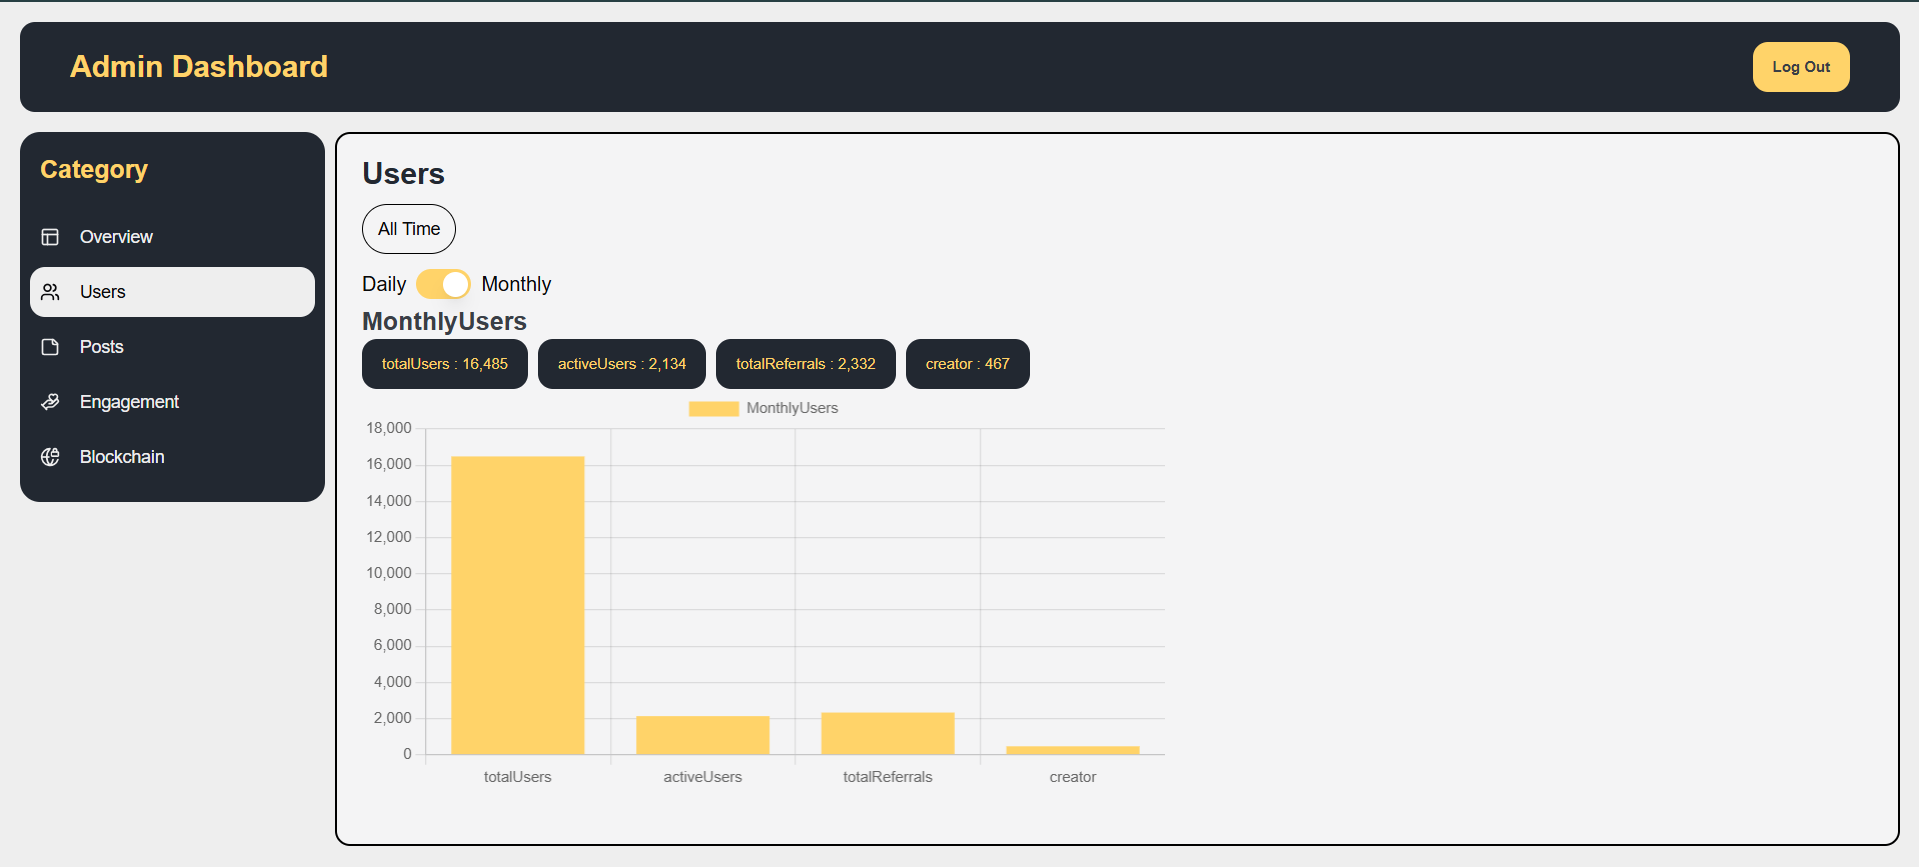 Admin Dashboard
Log Out
Category
Overview
Users
Posts
Engagement
Blockchain
Users
All Time
Daily Monthly
MonthlyUsers
totalUsers : 16,485 activeUsers : 2,134 totalReferrals : 2,332 creator : 467
MonthlyUsers
18,000
16,000
14,000
12,000
10,000
8,000
6,000
4,000
2,000
0
totalUsers activeUsers totalReferrals creator